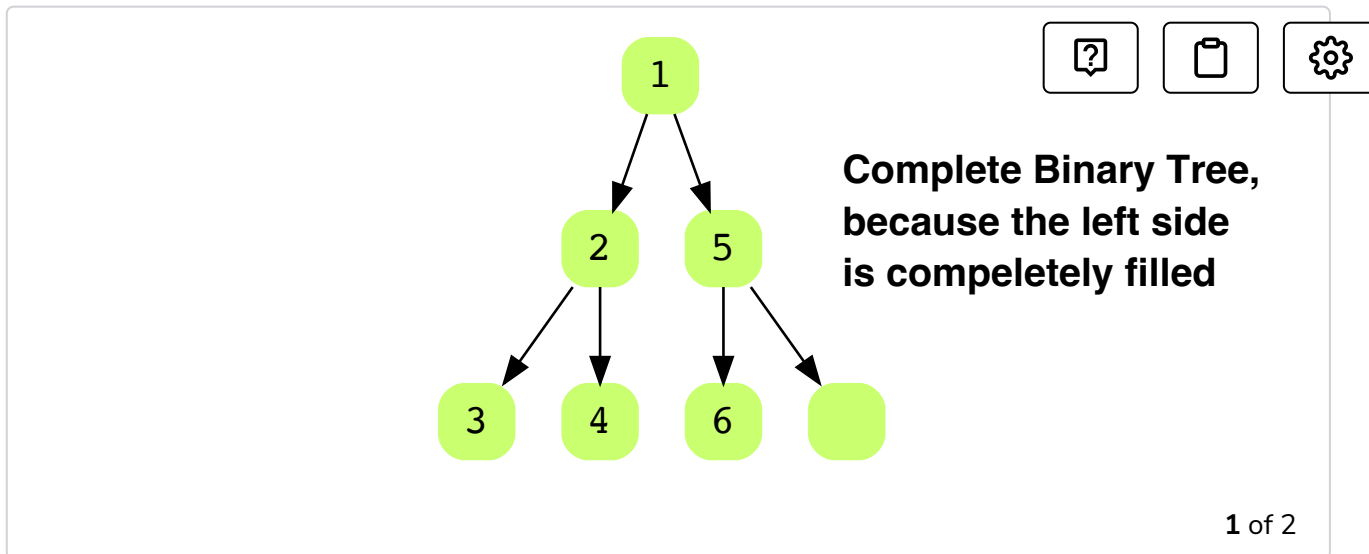 1
Complete Binary Tree,
because the left side
is compeletely filled
2 5
3 4 6
1 of 2